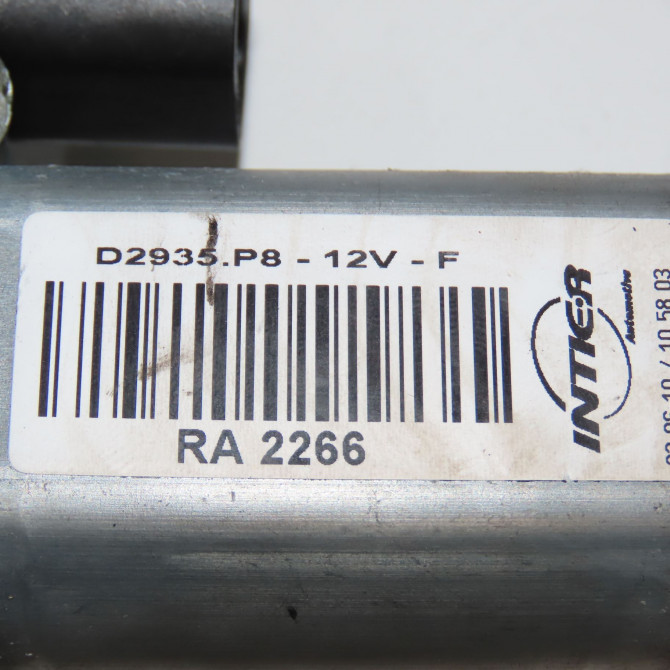 D2935.P8 - 12V - F
RA 2266
INTIER
Automotive